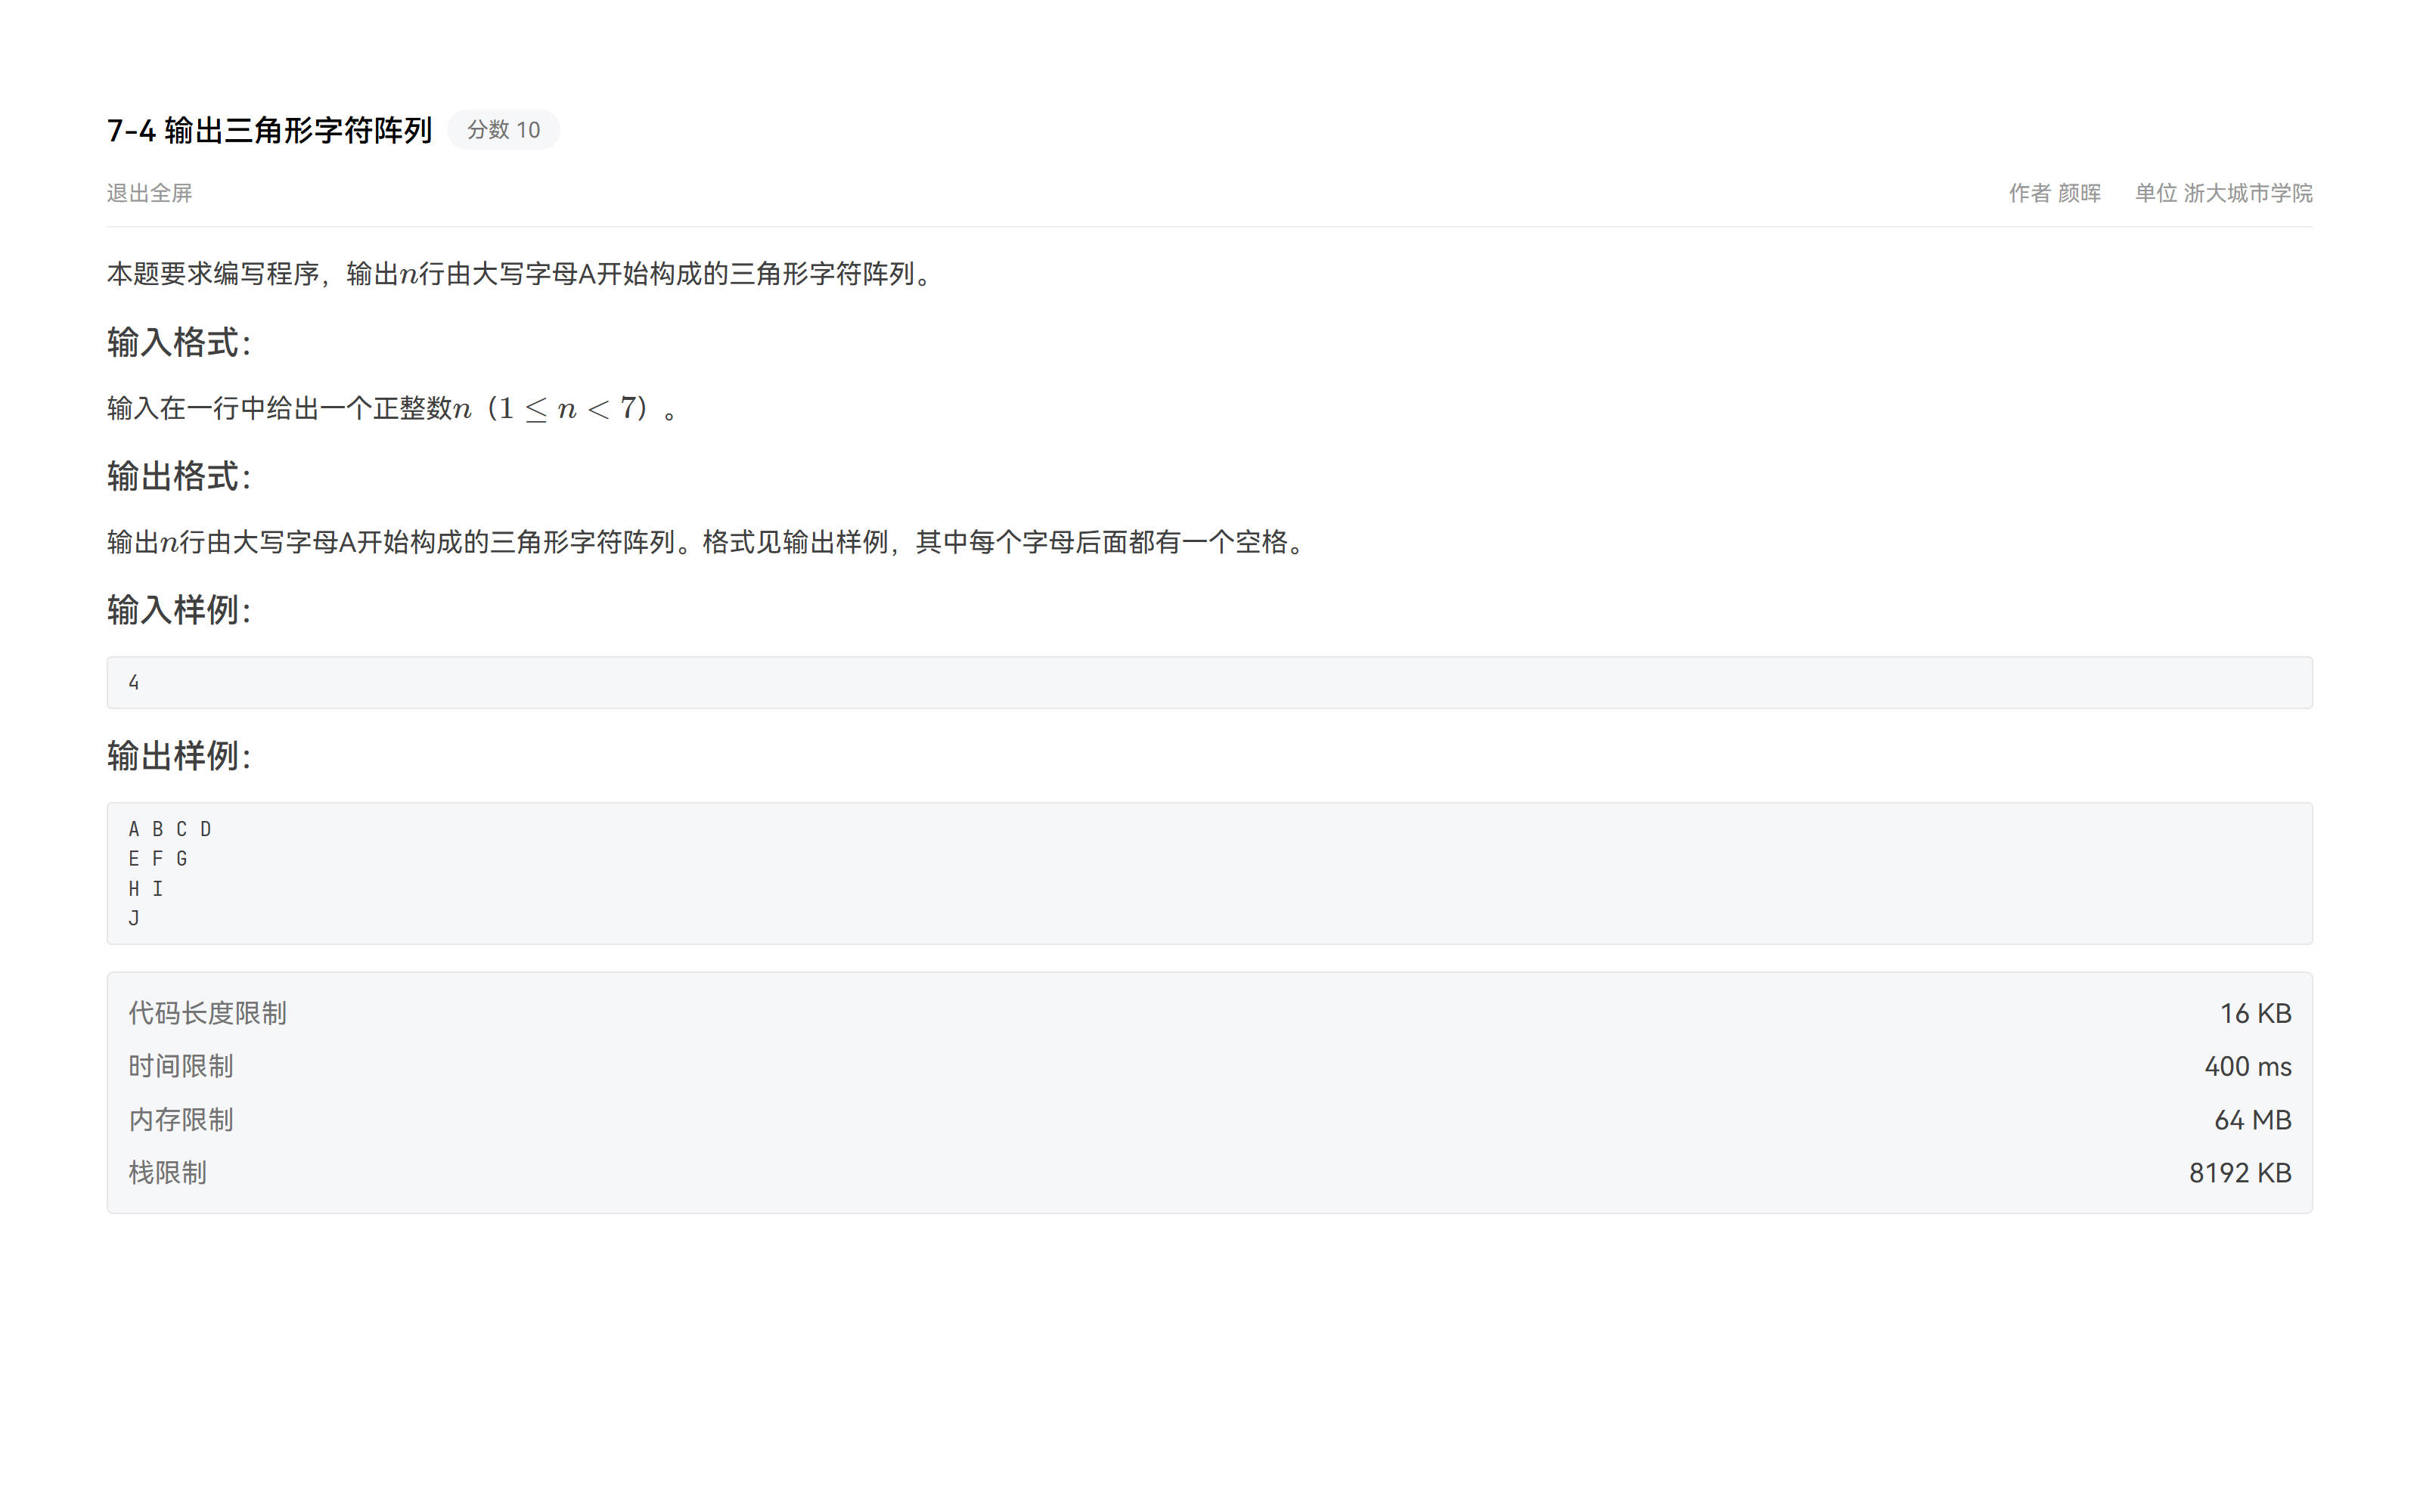 7-4 输出三角形字符阵列 分数 10
退出全屏 作者 颜晖 单位 浙大城市学院
本题要求编写程序，输出n行由大写字母A开始构成的三角形字符阵列。
输入格式：
输入在一行中给出一个正整数n（1 ≤ n < 7）。
输出格式：
输出n行由大写字母A开始构成的三角形字符阵列。格式见输出样例，其中每个字母后面都有一个空格。
输入样例：
4
输出样例：
A B C D
E F G
H I
J
代码长度限制 16 KB
时间限制 400 ms
内存限制 64 MB
栈限制 8192 KB